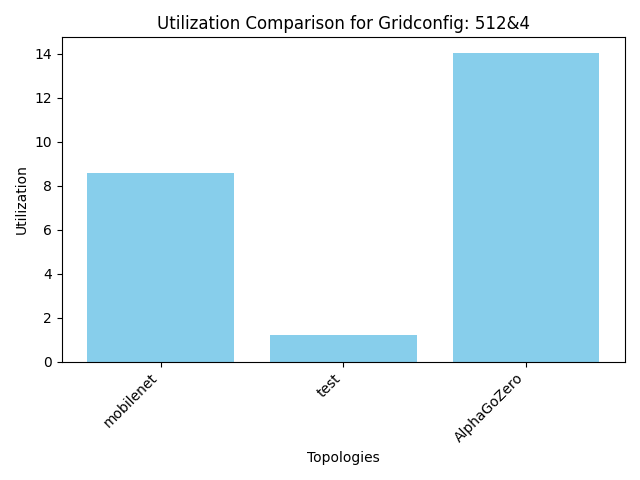 Utilization Comparison for Gridconfig: 512&4
Utilization
14
12
10
8
6
4
2
0
mobilenet
test
AlphaGoZero
Topologies